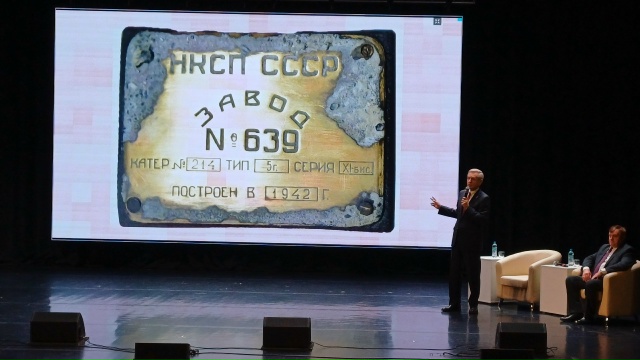 НКСП СССР
ЗАВОД
№ 639
КАТЕР № 214 ТИП -5г. СЕРИЯ XI-бис
ПОСТРОЕН В 1942 г.